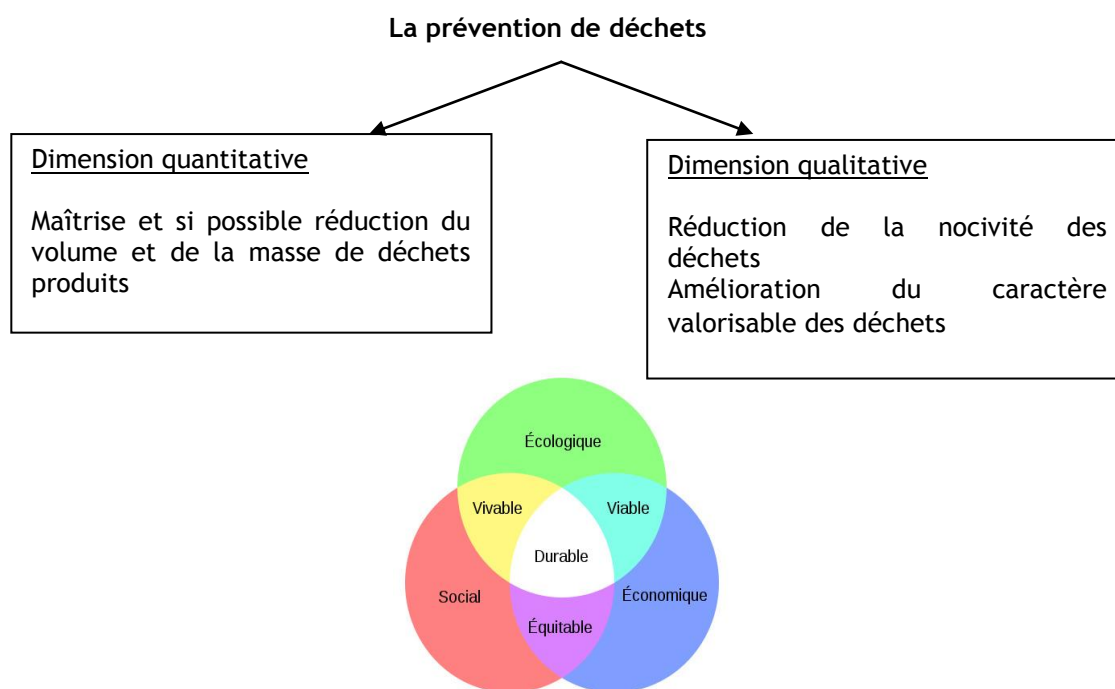 La prévention de déchets
Dimension quantitative
Maîtrise et si possible réduction du
volume et de la masse de déchets
produits
Dimension qualitative
Réduction de la nocivité des
déchets
Amélioration du caractère
valorisable des déchets
Écologique
Vivable
Viable
Durable
Social
Économique
Équitable